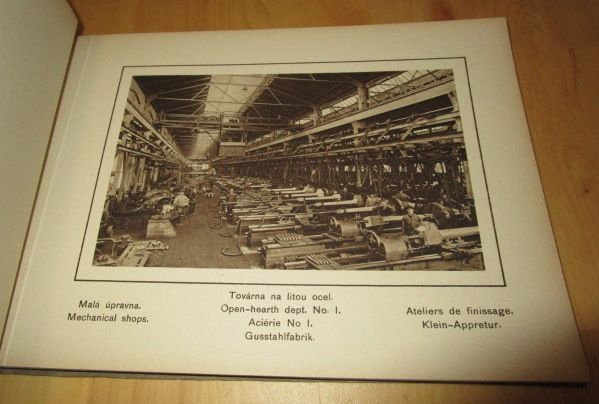 Malá úpravna.
Mechanical shops.
Továrna na litou ocel.
Open-hearth dept. No. I.
Aciérie No I.
Gusstahlfabrik.
Ateliers de finissage.
Klein-Appretur.